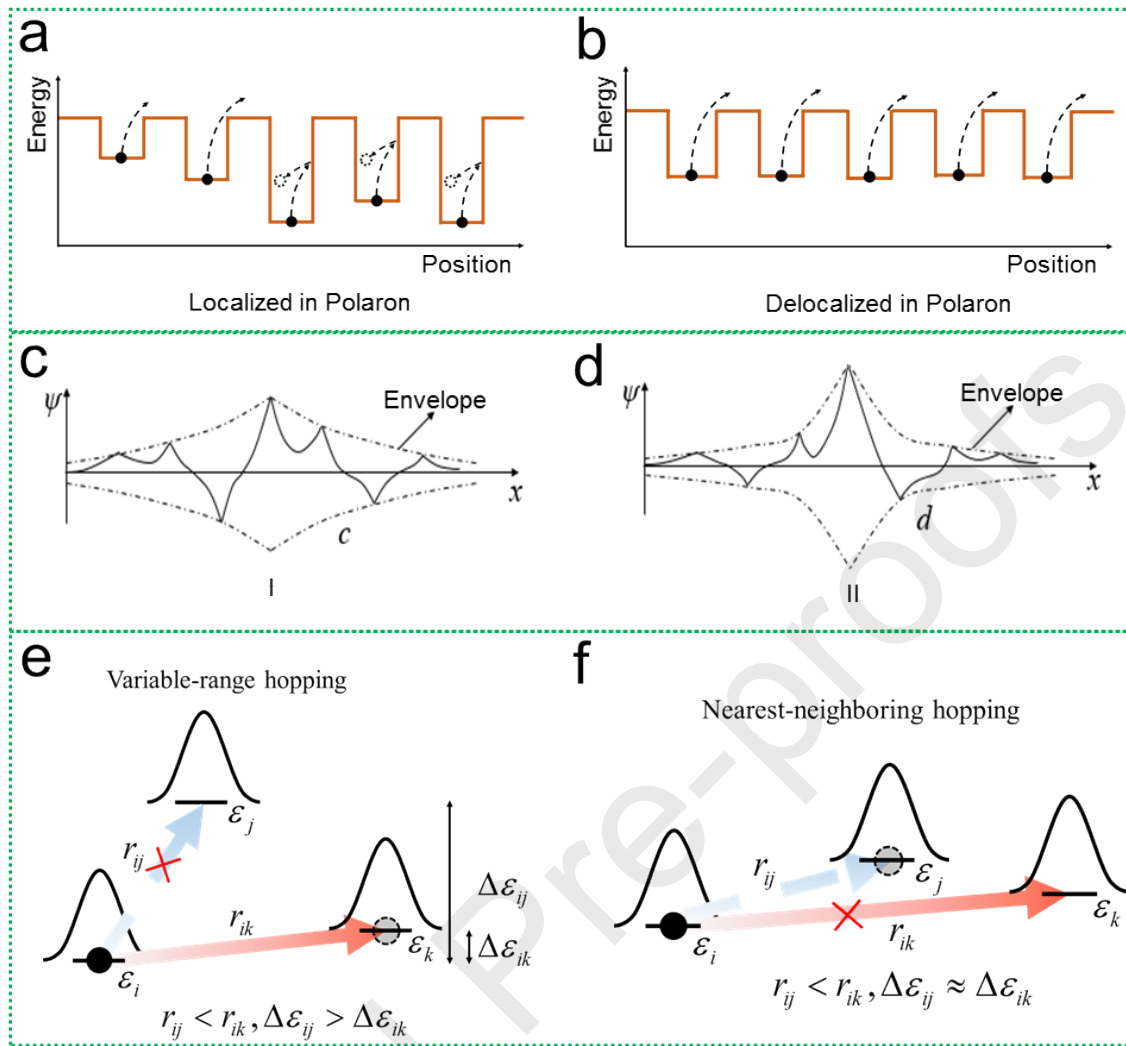 a
Energy
Position
Localized in Polaron
b
Energy
Position
Delocalized in Polaron
c
ψ
Envelope
x
c
I
d
ψ
Envelope
x
d
II
e
Variable-range hopping
ε_j
r_ij
Δε_ij
r_ik
ε_k
Δε_ik
ε_i
r_ij < r_ik, Δε_ij > Δε_ik
f
Nearest-neighboring hopping
r_ij
ε_j
ε_k
ε_i
r_ik
r_ij < r_ik, Δε_ij ≈ Δε_ik
Pre-proofs